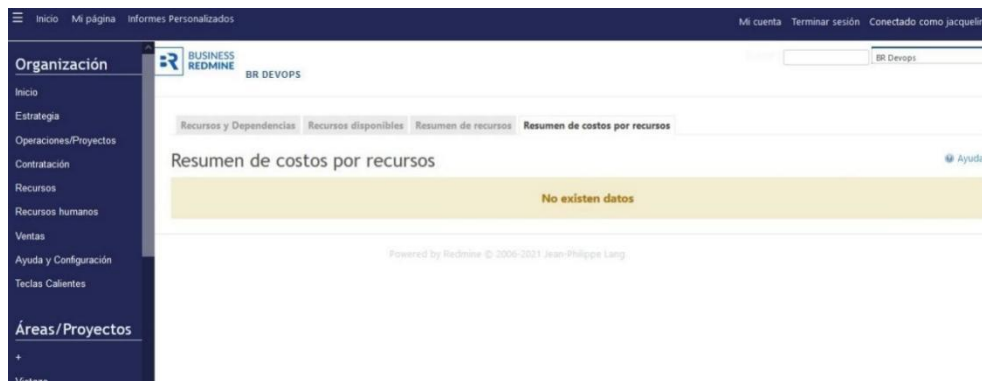 ☰ Inicio Mi página Informes Personalizados
Mi cuenta Terminar sesión Conectado como jacquelin
Organización
Inicio
Estrategia
Operaciones/Proyectos
Contratación
Recursos
Recursos humanos
Ventas
Ayuda y Configuración
Teclas Calientes
Áreas/Proyectos
+
BUSINESS
REDMINE
BR DEVOPS
BR Devops
Recursos y Dependencias Recursos disponibles Resumen de recursos Resumen de costos por recursos
Resumen de costos por recursos
Ayuda
No existen datos
Powered by Redmine © 2006-2021 Jean-Philippe Lang